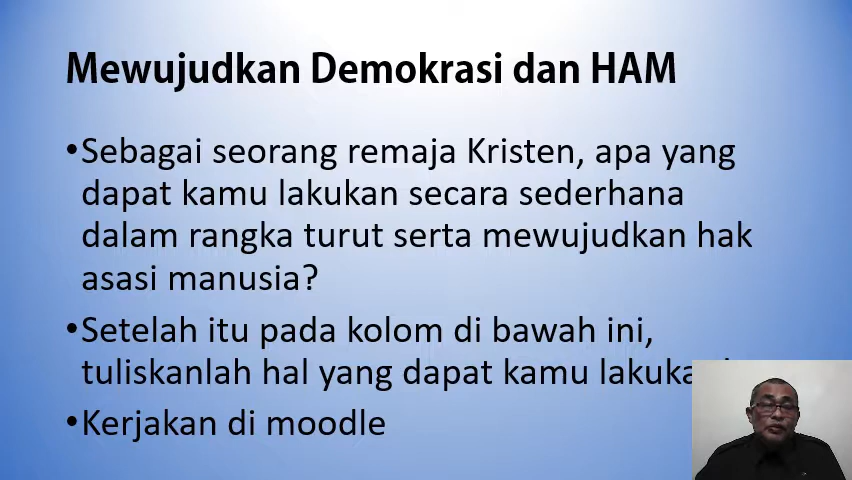 Mewujudkan Demokrasi dan HAM
•Sebagai seorang remaja Kristen, apa yang
dapat kamu lakukan secara sederhana
dalam rangka turut serta mewujudkan hak
asasi manusia?
•Setelah itu pada kolom di bawah ini,
tuliskanlah hal yang dapat kamu
•Kerjakan di moodle